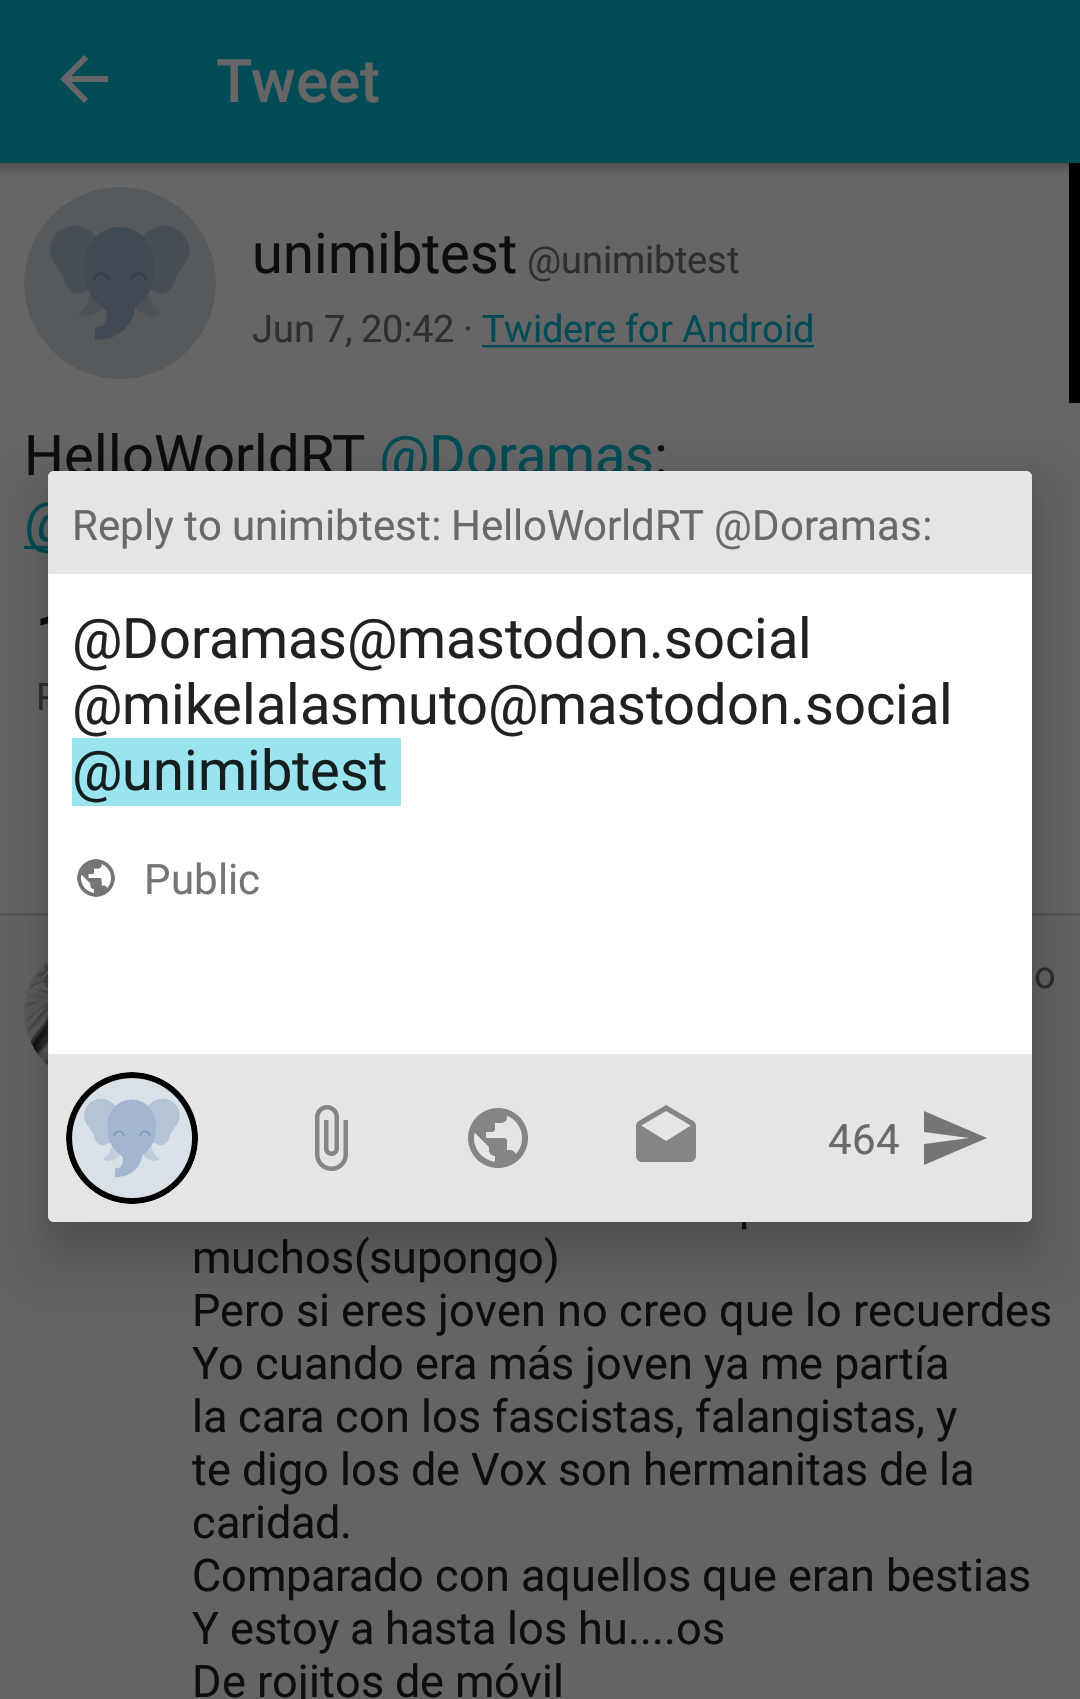 Tweet
unimibtest @unimibtest
Jun 7, 20:42 · Twidere for Android
HelloWorldRT @Doramas:
Reply to unimibtest: HelloWorldRT @Doramas:
@Doramas@mastodon.social
@mikelalasmuto@mastodon.social
@unimibtest
Public
464
muchos(supongo)
Pero si eres joven no creo que lo recuerdes
Yo cuando era más joven ya me partía
la cara con los fascistas, falangistas, y
te digo los de Vox son hermanitas de la
caridad.
Comparado con aquellos que eran bestias
Y estoy a hasta los hu....os
De rojitos de móvil